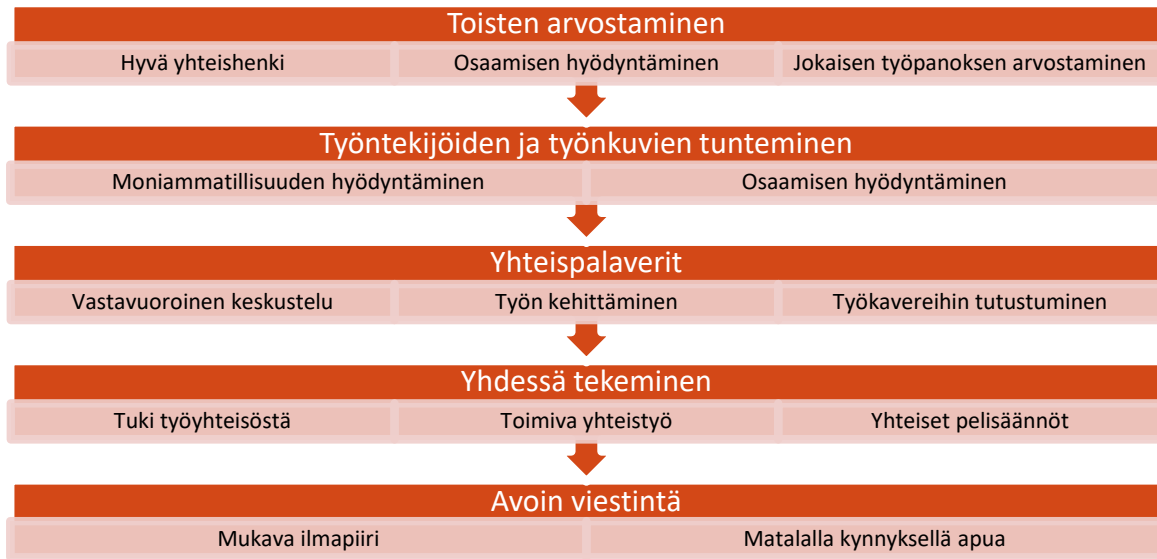 Toisten arvostaminen
Hyvä yhteishenki
Osaamisen hyödyntäminen
Jokaisen työpanoksen arvostaminen
Työntekijöiden ja työnkuvien tunteminen
Moniammatillisuuden hyödyntäminen
Osaamisen hyödyntäminen
Yhteispalaverit
Vastavuoroinen keskustelu
Työn kehittäminen
Työkavereihin tutustuminen
Yhdessä tekeminen
Tuki työyhteisöstä
Toimiva yhteistyö
Yhteiset pelisäännöt
Avoin viestintä
Mukava ilmapiiri
Matalalla kynnyksellä apua